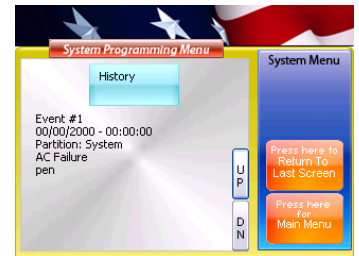 System Programming Menu
System Menu
History
Event #1
00/00/2000 - 00:00:00
Partition: System
AC Failure
pen
U
P
D
N
Press here to
Return To
Last Screen
Press here
for
Main Menu